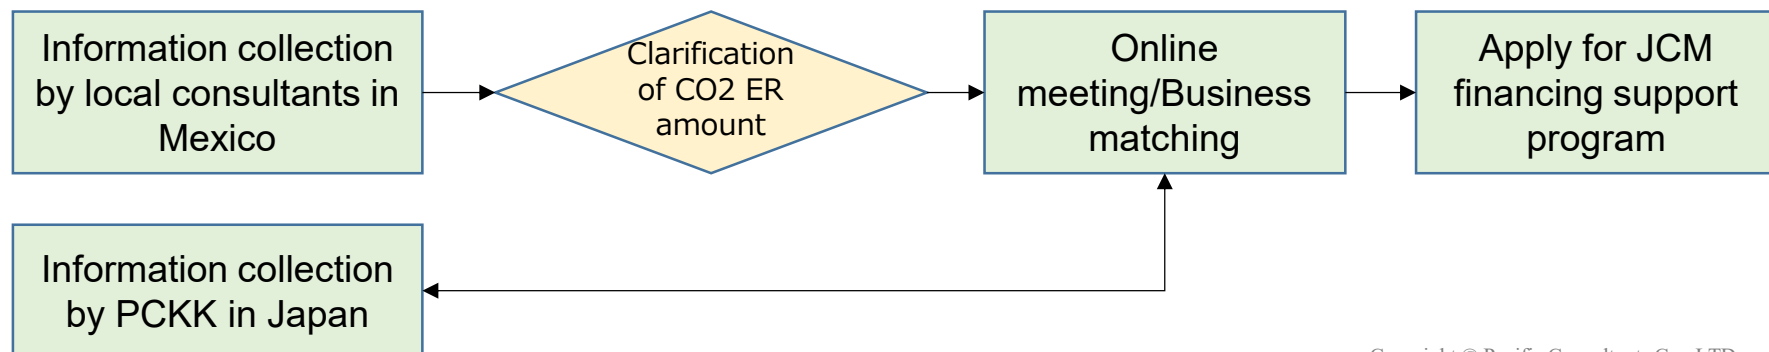 Information collection
by local consultants in
Mexico
Clarification
of CO2 ER
amount
Online
meeting/Business
matching
Apply for JCM
financing support
program
Information collection
by PCKK in Japan